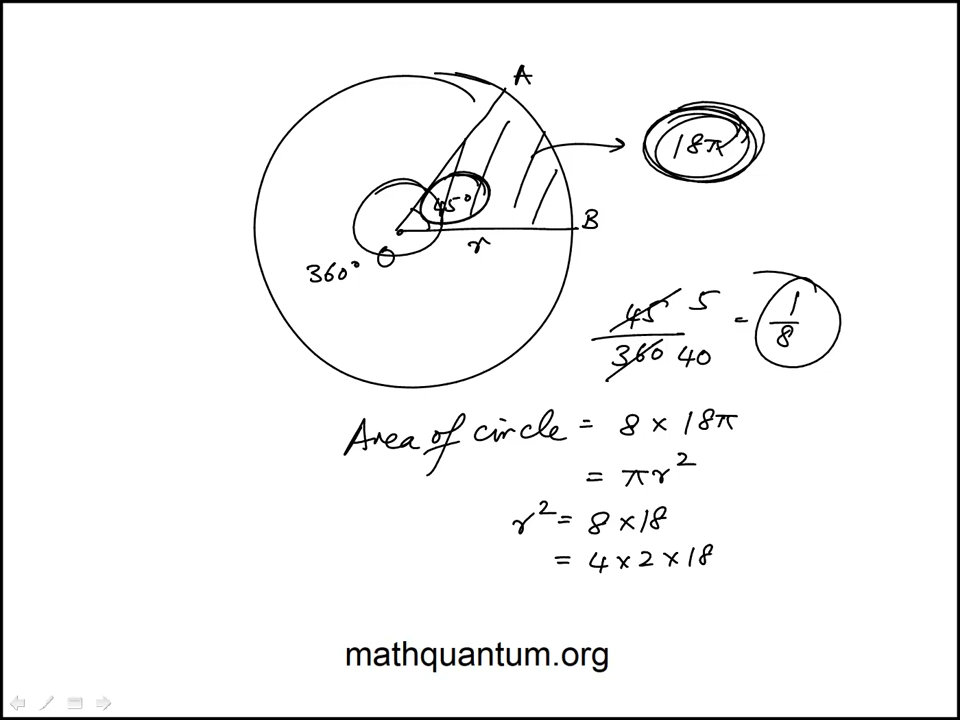 A
18π
45°
B
r
360° O
45 5 = 1
360 40 8
Area of circle = 8 × 18π
= πr²
r² = 8 × 18
= 4 × 2 × 18
mathquantum.org